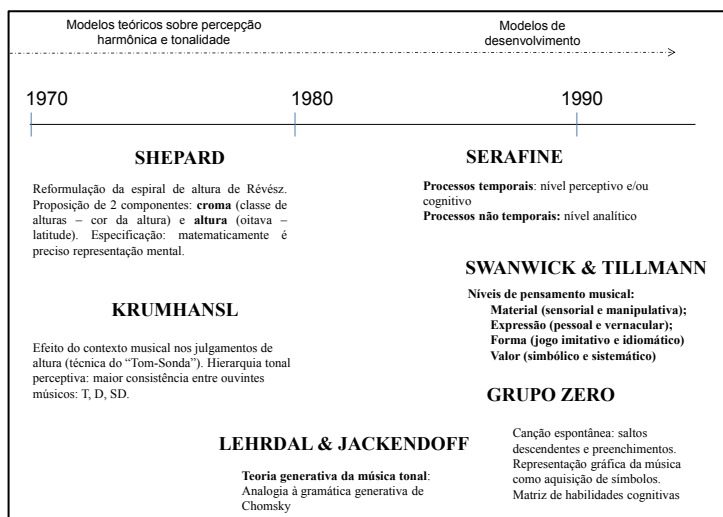 Modelos teóricos sobre percepção
harmônica e tonalidade
Modelos de
desenvolvimento
1970
1980
1990
SHEPARD
Reformulação da espiral de altura de Révész.
Proposição de 2 componentes: croma (classe de
alturas – cor da altura) e altura (oitava –
latitude). Especificação: matematicamente é
preciso representação mental.
KRUMHANSL
Efeito do contexto musical nos julgamentos de
altura (técnica do “Tom-Sonda”). Hierarquia tonal
perceptiva: maior consistência entre ouvintes
músicos: T, D, SD.
LEHRDAL & JACKENDOFF
Teoria generativa da música tonal:
Analogia à gramática generativa de
Chomsky
SERAFINE
Processos temporais: nível perceptivo e/ou
cognitivo
Processos não temporais: nível analítico
SWANWICK & TILLMANN
Níveis de pensamento musical:
Material (sensorial e manipulativa);
Expressão (pessoal e vernacular);
Forma (jogo imitativo e idiomático)
Valor (simbólico e sistemático)
GRUPO ZERO
Canção espontânea: saltos
descendentes e preenchimentos.
Representação gráfica da música
como aquisição de símbolos.
Matriz de habilidades cognitivas